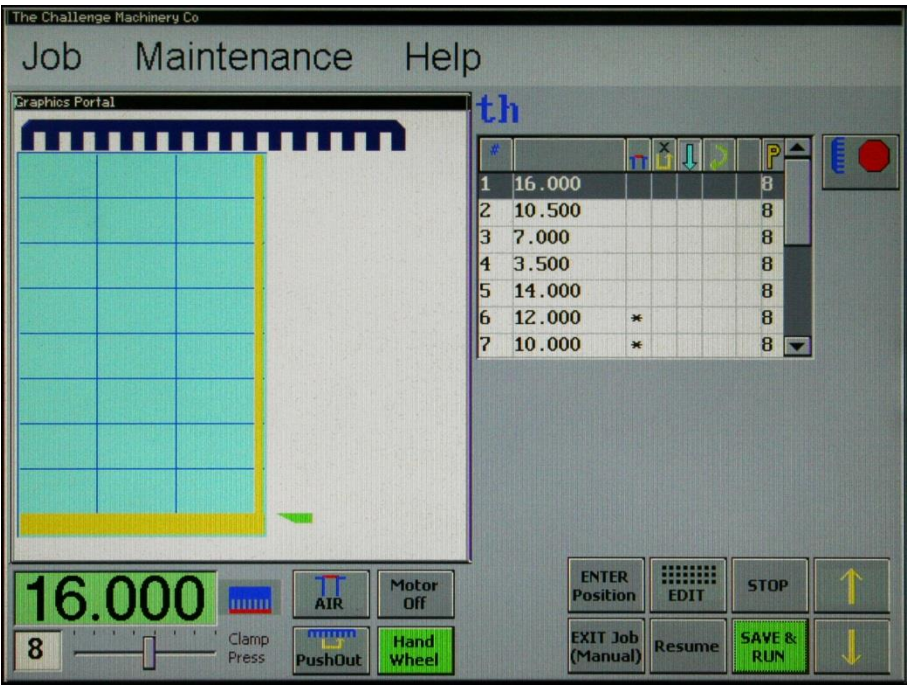 The Challenge Machinery Co
Job Maintenance Help
Graphics Portal
th
# X P
1 16.000 8
2 10.500 8
3 7.000 8
4 3.500 8
5 14.000 8
6 12.000 * 8
7 10.000 * 8
16.000
AIR
Motor
Off
8
Clamp
Press
PushOut
Hand
Wheel
ENTER
Position
EDIT
STOP
EXIT Job
(Manual)
Resume
SAVE &
RUN